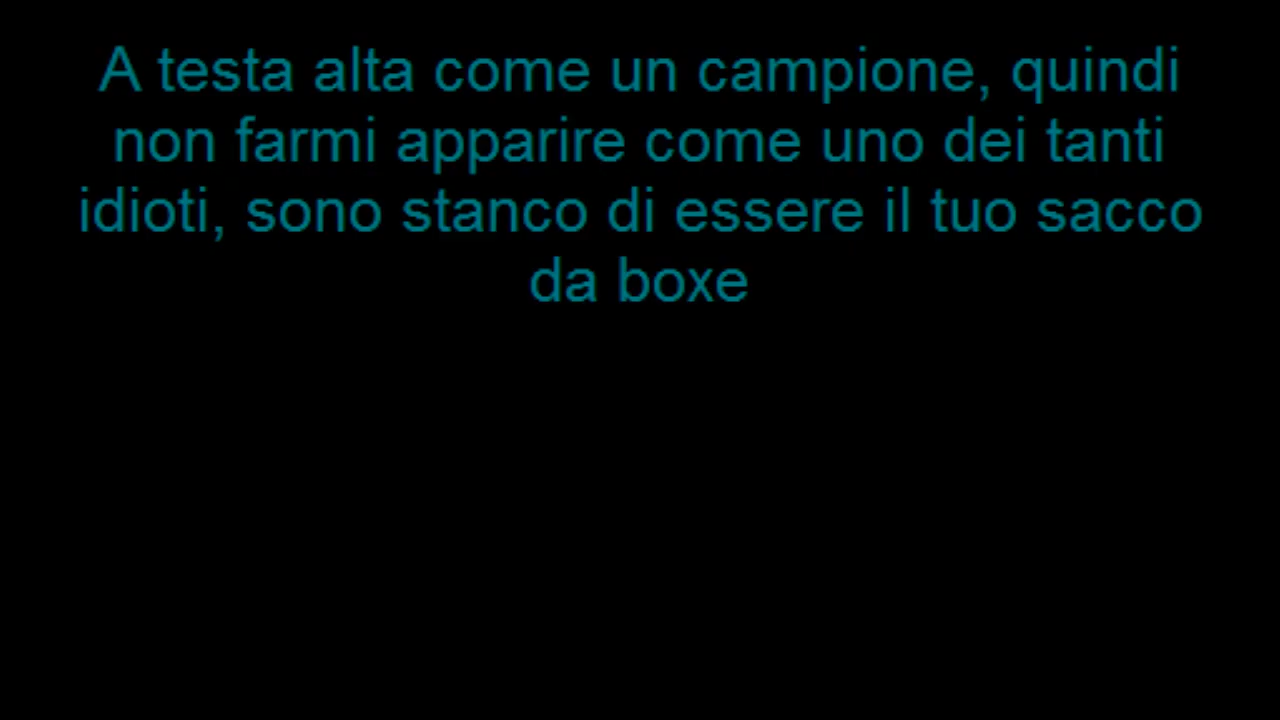 A testa alta come un campione, quindi
non farmi apparire come uno dei tanti
idioti, sono stanco di essere il tuo sacco
da boxe